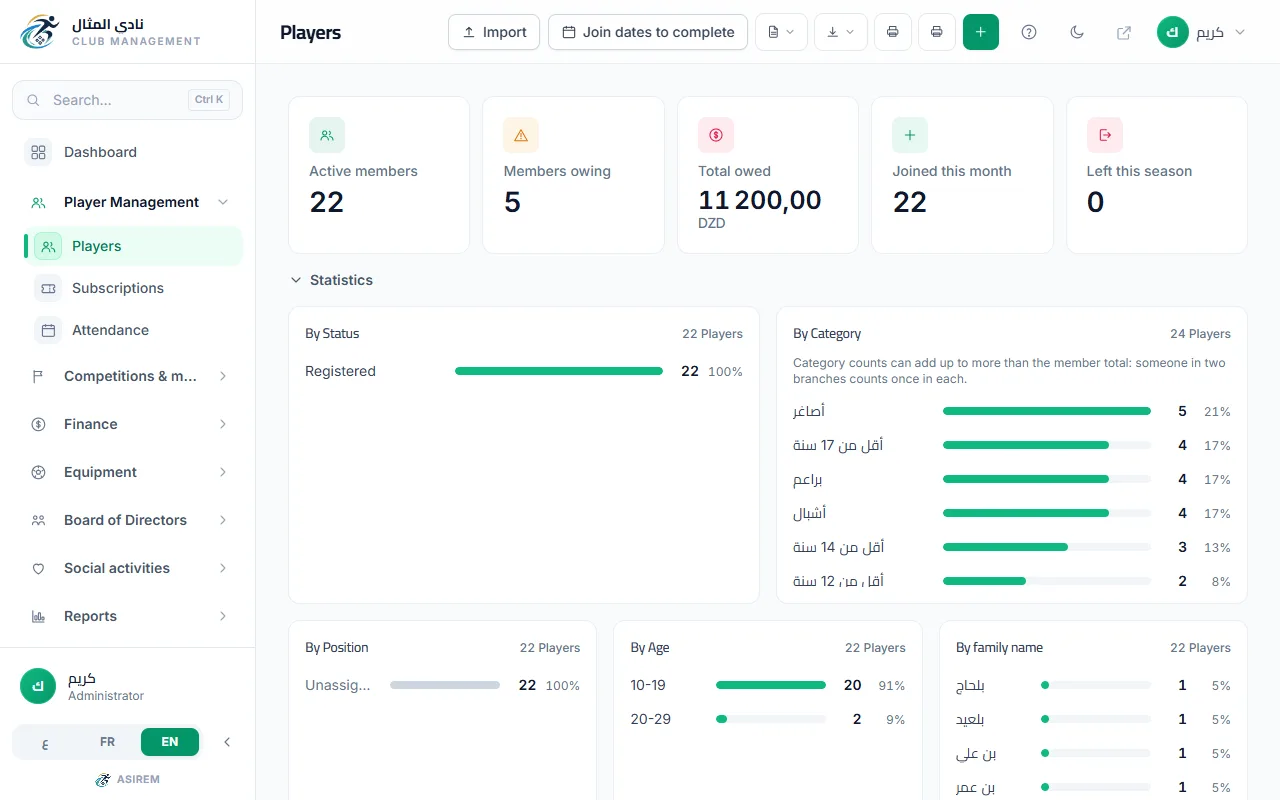 نادي المثال
CLUB MANAGEMENT
Search...
Ctrl K
Dashboard
Player Management
Players
Subscriptions
Attendance
Competitions & m...
Finance
Equipment
Board of Directors
Social activities
Reports
ك
كريم
Administrator
ع
FR
EN
ASIREM
Players
Import
Join dates to complete
ك
كريم
Active members
22
Members owing
5
Total owed
11 200,00
DZD
Joined this month
22
Left this season
0
Statistics
By Status
22 Players
Registered
22
100%
By Category
24 Players
Category counts can add up to more than the member total: someone in two
branches counts once in each.
أصاغر
5
21%
أقل من 17 سنة
4
17%
براعم
4
17%
أشبال
4
17%
أقل من 14 سنة
3
13%
أقل من 12 سنة
2
8%
By Position
22 Players
Unassig...
22
100%
By Age
22 Players
10-19
20
91%
20-29
2
9%
By family name
22 Players
بلحاج
1
5%
بلعيد
1
5%
بن علي
1
5%
بن عمر
1
5%